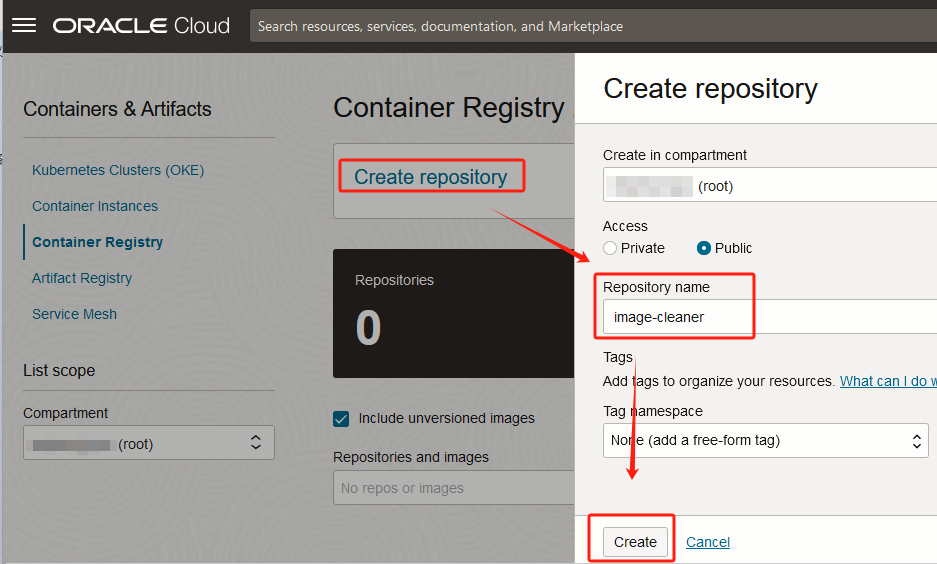 ORACLE Cloud
Search resources, services, documentation, and Marketplace
Containers & Artifacts
Kubernetes Clusters (OKE)
Container Instances
Container Registry
Artifact Registry
Service Mesh
List scope
Compartment
(root)
Container Registry
Create repository
Repositories
0
Include unversioned images
Repositories and images
No repos or images
Create repository
Create in compartment
(root)
Access
Private
Public
Repository name
image-cleaner
Tags
Add tags to organize your resources. What can I do w
Tag namespace
None (add a free-form tag)
Create
Cancel